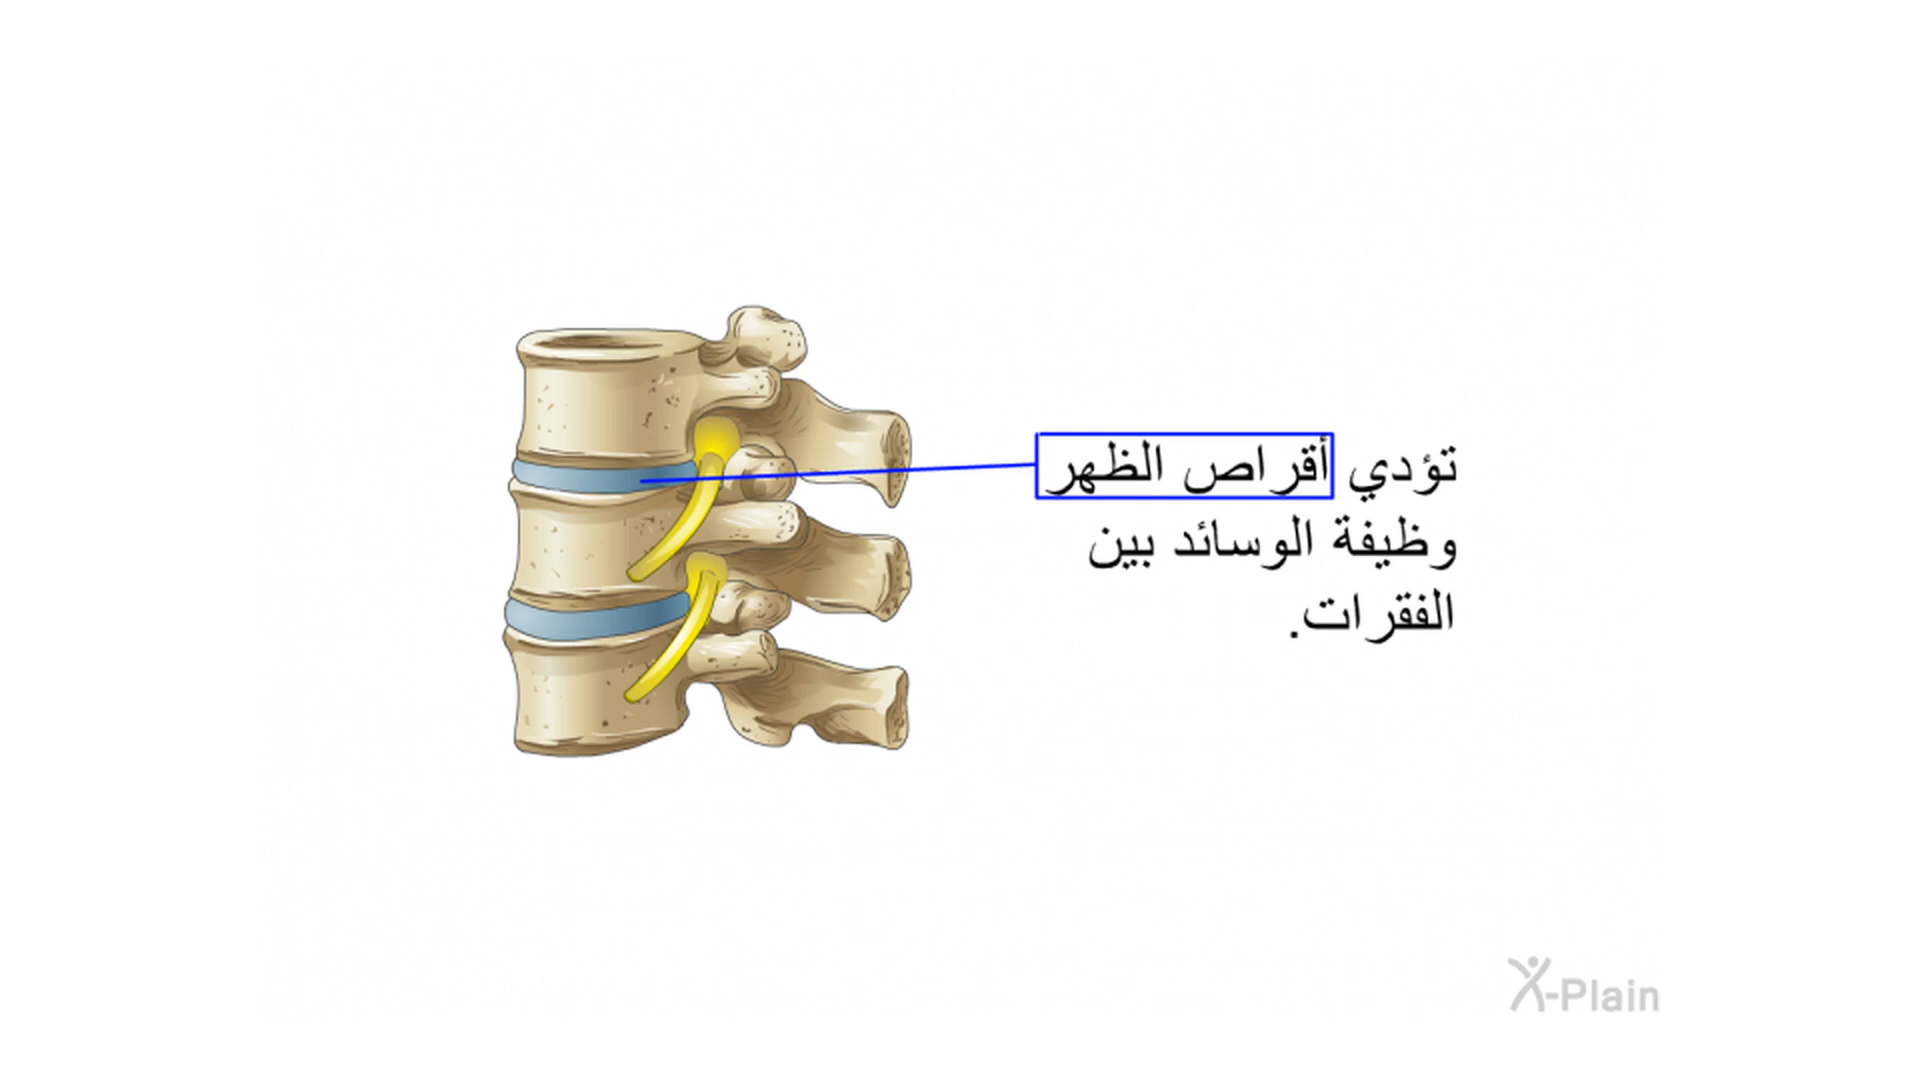 تؤدي أقراص الظهر
وظيفة الوسائد بين
الفقرات.
X-Plain